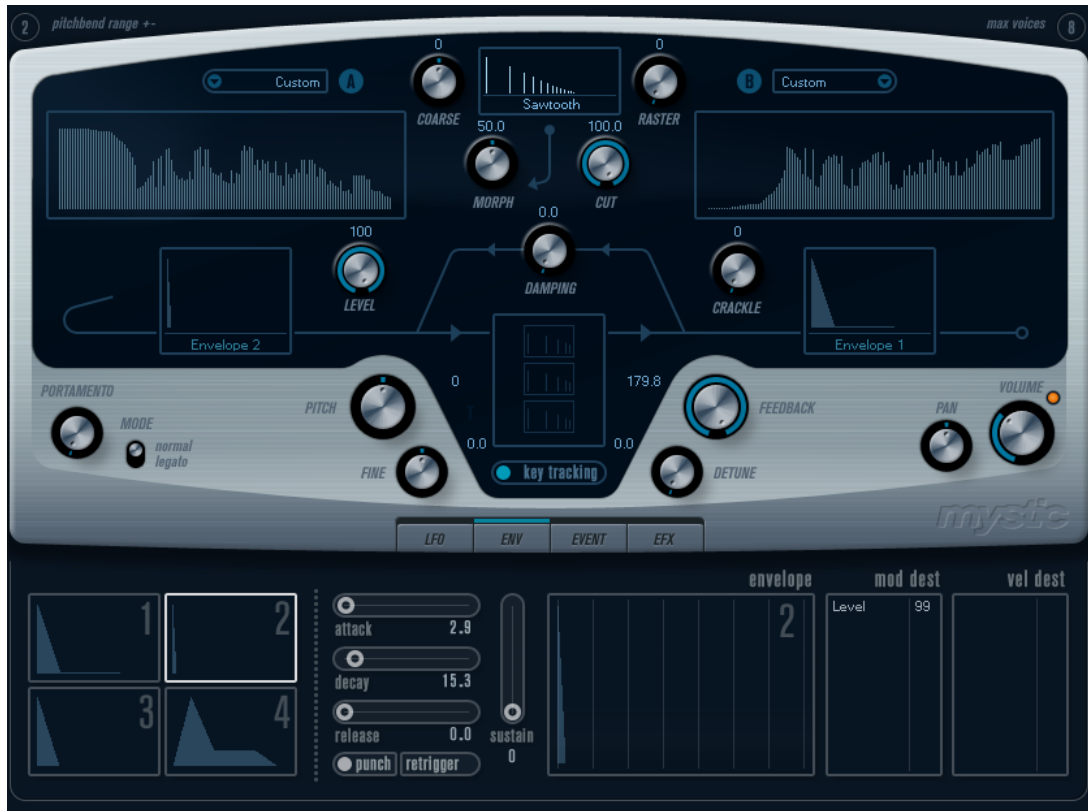 2 pitchbend range +- max voices 8
0 0
Custom A B Custom
Sawtooth
COARSE RASTER
50.0 100.0
MORPH CUT
0.0
100 0
DAMPING
LEVEL CRACKLE
Envelope 2 Envelope 1
PORTAMENTO VOLUME
0 179.8
PITCH FEEDBACK PAN
MODE
normal
legato
0.0 0.0
FINE key tracking DETUNE
mystic
LFO ENV EVENT EFX
envelope mod dest vel dest
1 2
3 4
attack 2.9
decay 15.3
release 0.0
sustain
0
punch retrigger
2
Level 99